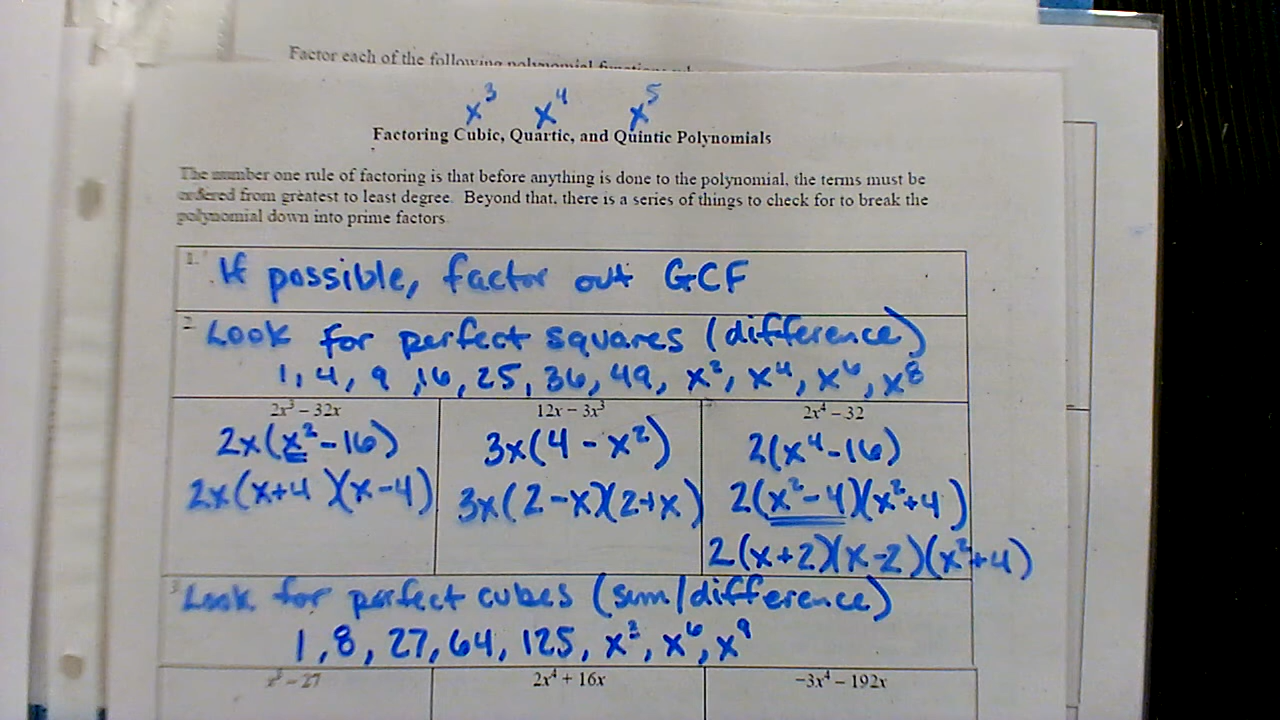 Factor each of the following polynomial
x³ x⁴ x⁵
Factoring Cubic, Quartic, and Quintic Polynomials
The number one rule of factoring is that before anything is done to the polynomial, the terms must be
ordered from greatest to least degree. Beyond that, there is a series of things to check for to break the
polynomial down into prime factors.
1. If possible, factor out GCF
2. Look for perfect squares (difference)
1, 4, 9, 16, 25, 36, 49, x², x⁴, x⁶, x⁸
2x³ – 32x
2x(x²-16)
2x(x+4)(x-4)
12x – 3x³
3x(4-x²)
3x(2-x)(2+x)
2x⁴ – 32
2(x⁴-16)
2(x²-4)(x²+4)
2(x+2)(x-2)(x²+4)
3. Look for perfect cubes (sum/difference)
1, 8, 27, 64, 125, x³, x⁶, x⁹
x³ – 27
2x⁴ + 16x
–3x⁴ – 192x